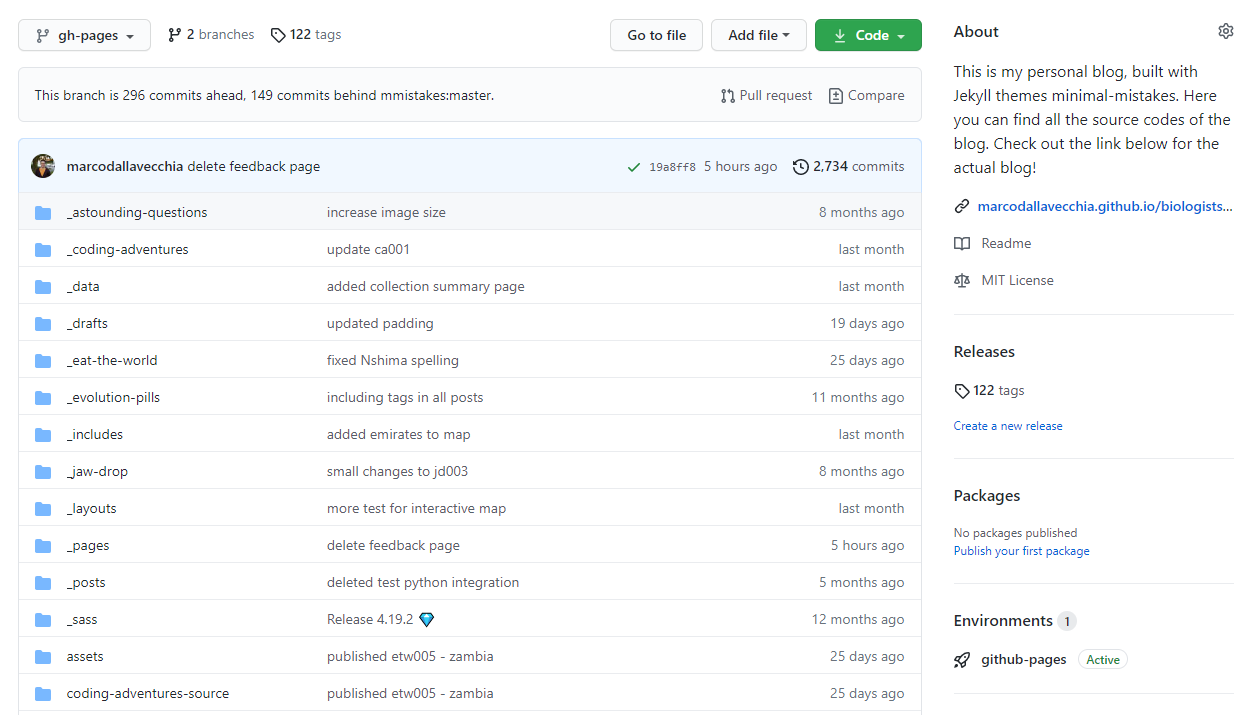 gh-pages
2 branches
122 tags
Go to file
Add file
Code
This branch is 296 commits ahead, 149 commits behind mmistakes:master.
Pull request
Compare
marcodallavecchia delete feedback page
19a8ff8 5 hours ago
2,734 commits
_astounding-questions increase image size 8 months ago
_coding-adventures update ca001 last month
_data added collection summary page last month
_drafts updated padding 19 days ago
_eat-the-world fixed Nshima spelling 25 days ago
_evolution-pills including tags in all posts 11 months ago
_includes added emirates to map last month
_jaw-drop small changes to jd003 8 months ago
_layouts more test for interactive map last month
_pages delete feedback page 5 hours ago
_posts deleted test python integration 5 months ago
_sass Release 4.19.2 💎 12 months ago
assets published etw005 - zambia 25 days ago
coding-adventures-source published etw005 - zambia 25 days ago
About
This is my personal blog, built with
Jekyll themes minimal-mistakes. Here
you can find all the source codes of the
blog. Check out the link below for the
actual blog!
marcodallavecchia.github.io/biologists...
Readme
MIT License
Releases
122 tags
Create a new release
Packages
No packages published
Publish your first package
Environments 1
github-pages Active